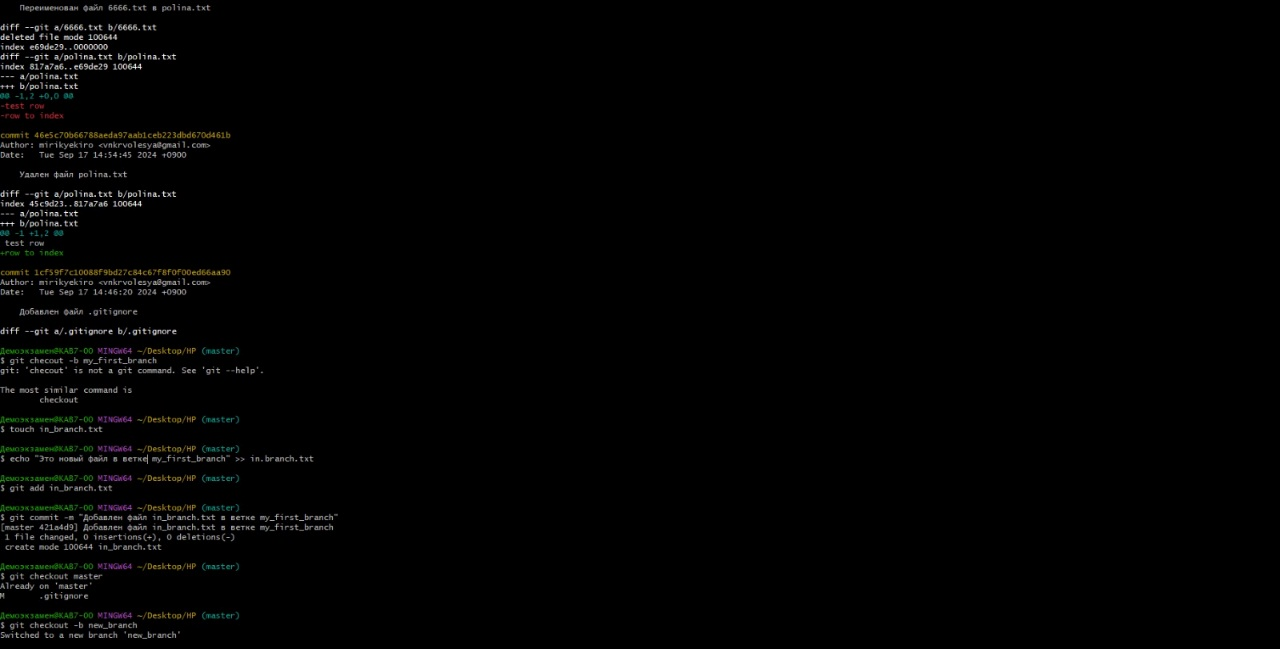 Переименован файл 6666.txt в polina.txt
diff --git a/6666.txt b/6666.txt
deleted file mode 100644
index e69de29..0000000
diff --git a/polina.txt b/polina.txt
index 817a7a6..e69de29 100644
--- a/polina.txt
+++ b/polina.txt
@@ -1,2 +0,0 @@
-test row
-row to index
commit 46e5c70b66788aeda97aab1ceb223dbd670d461b
Author: mirikyekiro <vnkrvolesya@gmail.com>
Date:   Tue Sep 17 14:54:45 2024 +0900
Удален файл polina.txt
diff --git a/polina.txt b/polina.txt
index 45c9d23..817a7a6 100644
--- a/polina.txt
+++ b/polina.txt
@@ -1 +1,2 @@
test row
+row to index
commit 1cf59f7c10088f9bd27c84c67f8f0f00ed66aa90
Author: mirikyekiro <vnkrvolesya@gmail.com>
Date:   Tue Sep 17 14:46:20 2024 +0900
Добавлен файл .gitignore
diff --git a/.gitignore b/.gitignore
Демоэкзамен@КАВ7-00 MINGW64 ~/Desktop/HP (master)
$ git checout -b my_first_branch
git: 'checout' is not a git command. See 'git --help'.
The most similar command is
checkout
Демоэкзамен@КАВ7-00 MINGW64 ~/Desktop/HP (master)
$ touch in_branch.txt
Демоэкзамен@КАВ7-00 MINGW64 ~/Desktop/HP (master)
$ echo "Это новый файл в ветке my_first_branch" >> in.branch.txt
Демоэкзамен@КАВ7-00 MINGW64 ~/Desktop/HP (master)
$ git add in_branch.txt
Демоэкзамен@КАВ7-00 MINGW64 ~/Desktop/HP (master)
$ git commit -m "Добавлен файл in_branch.txt в ветке my_first_branch"
[master 421a4d9] Добавлен файл in_branch.txt в ветке my_first_branch
1 file changed, 0 insertions(+), 0 deletions(-)
create mode 100644 in_branch.txt
Демоэкзамен@КАВ7-00 MINGW64 ~/Desktop/HP (master)
$ git checkout master
Already on 'master'
M       .gitignore
Демоэкзамен@КАВ7-00 MINGW64 ~/Desktop/HP (master)
$ git checkout -b new_branch
Switched to a new branch 'new_branch'